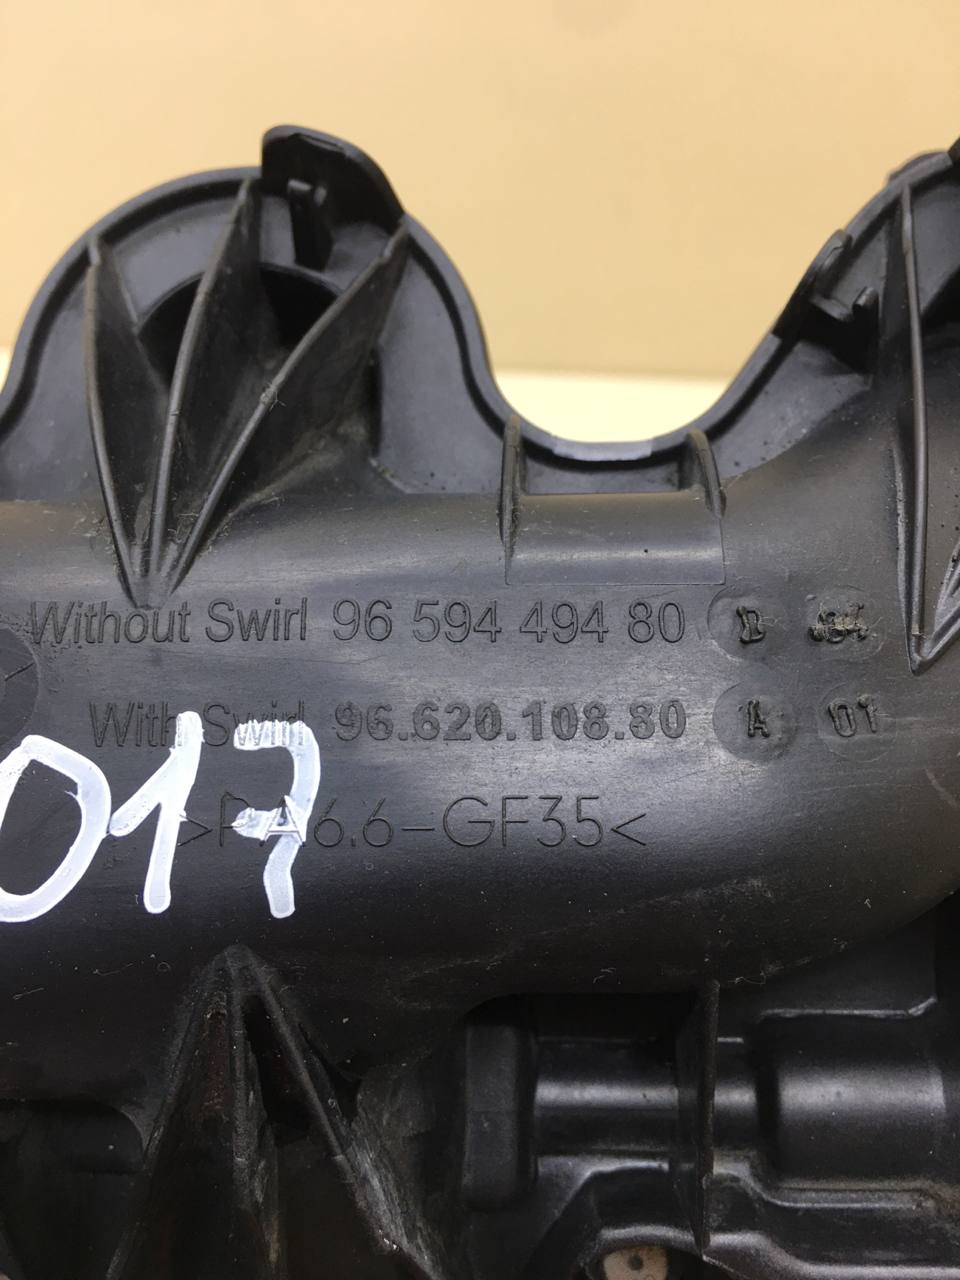 Without Swirl 96 594 494 80 D
With Swirl 96.620.108.80 A 01
017
>PA6.6-GF35<